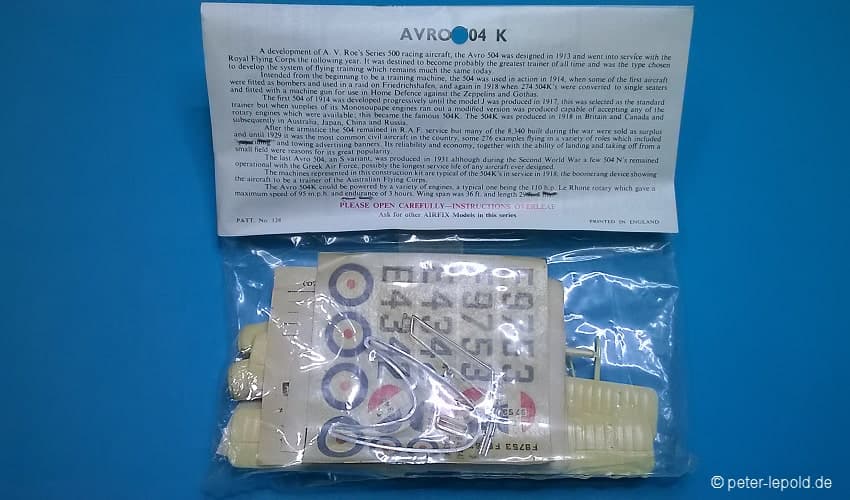 AVRO 504 K
A development of A. V. Roe's Series 500 racing aircraft, the Avro 504 was designed in 1913 and went into service with the
Royal Flying Corps the following year. It was destined to become probably the greatest trainer of all time and was the type chosen
to develop the system of flying training which remains much the same today.
Intended from the beginning to be a training machine, the 504 was used in action in 1914, when some of the first aircraft
were fitted as bombers and used in a raid on Friedrichshafen, and again in 1918 when 274 504K's were converted to single seaters
and fitted with a machine gun for use in Home Defence against the Zeppelins and Gothas.
The first 504 of 1914 was developed progressively until the model J was produced in 1917, this was selected as the standard
trainer but when supplies of its Monosoupape engines ran out a modified version was produced capable of accepting any of the
rotary engines which were available; this became the famous 504K. The 504K was produced in 1918 in Britain and Canada and
subsequently in Australia, Japan, China and Russia.
After the armistice the 504 remained in R.A.F. service but many of the 8,340 built during the war were sold as surplus
and until 1929 it was the most common civil aircraft in the country, some 276 examples flying in a variety of roles which included
and towing advertising banners. Its reliability and economy, together with the ability of landing and taking off from a
small field were reasons for its great popularity.
The last Avro 504, an S variant, was produced in 1931 although during the Second World War a few 504 N's remained
operational with the Greek Air Force, possibly the longest service life of any aircraft ever designed.
The machines represented in this construction kit are typical of the 504K's in service in 1918, the boomerang device showing
the aircraft to be a trainer of the Australian Flying Corps.
The Avro 504K could be powered by a variety of engines, a typical one being the 110 h.p. Le Rhone rotary which gave a
maximum speed of 95 m.p.h. and endurance of 3 hours. Wing span was 36 ft. and length
PLEASE OPEN CAREFULLY—INSTRUCTIONS OVERLEAF
Ask for other AIRFIX Models in this series
PATT. No. 128
PRINTED IN ENGLAND
E4342
E434
9753
F9753
F9753
© peter-lepold.de